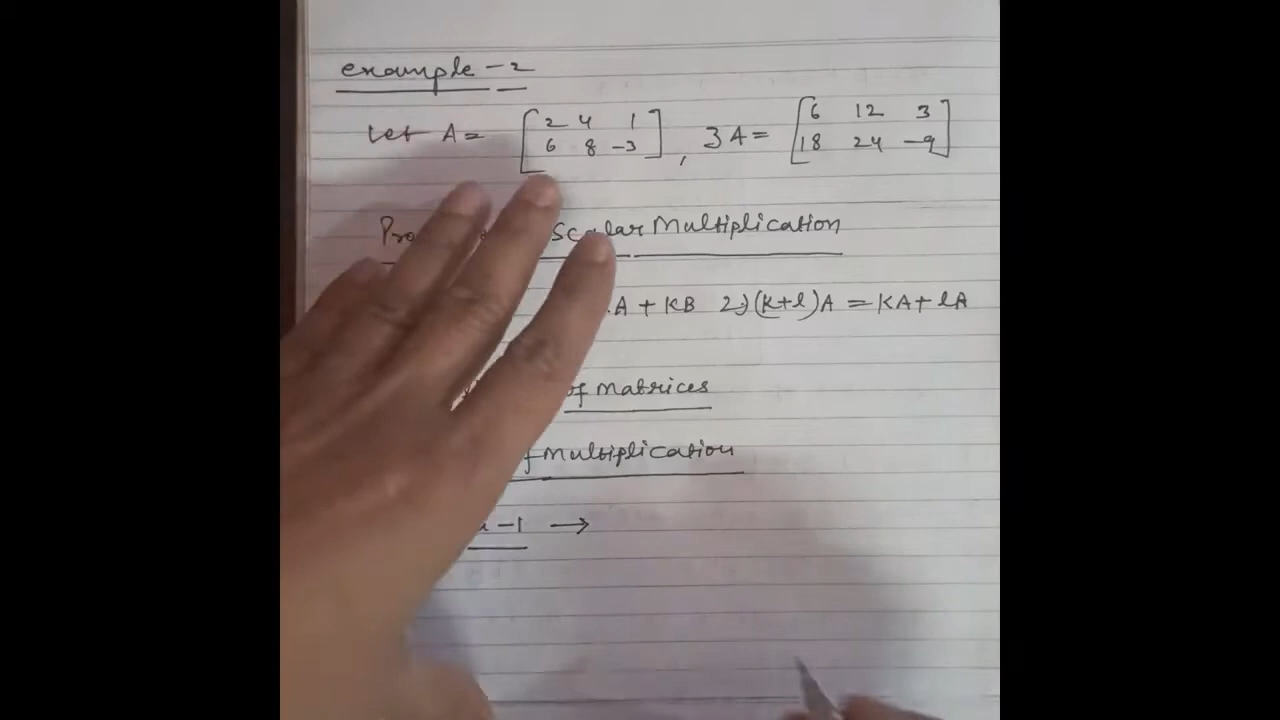 example - 2
Let A = [2 4 1 6 8 -3], 3A = [6 12 3 18 24 -9]
Scalar Multiplication
A + KB 2) (k+l)A = KA + lA
of Matrices
of Multiplication
-1 →